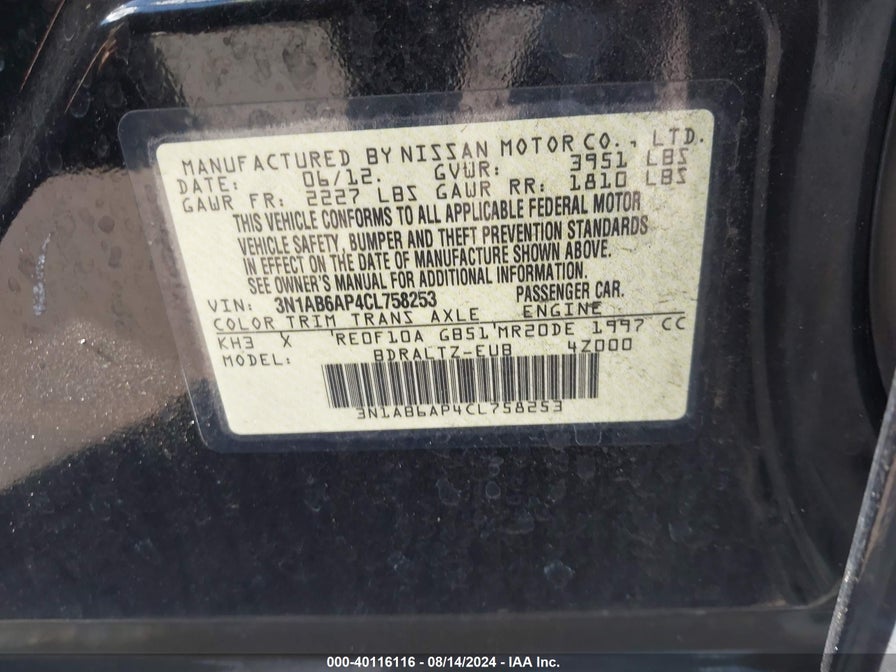 MANUFACTURED BY NISSAN MOTOR CO., LTD.
DATE: 06/12. GVWR: 3951 LBS
GAWR FR: 2227 LBS GAWR RR: 1810 LBS
THIS VEHICLE CONFORMS TO ALL APPLICABLE FEDERAL MOTOR
VEHICLE SAFETY, BUMPER AND THEFT PREVENTION STANDARDS
IN EFFECT ON THE DATE OF MANUFACTURE SHOWN ABOVE.
SEE OWNER'S MANUAL FOR ADDITIONAL INFORMATION.
VIN: 3N1AB6AP4CL758253 PASSENGER CAR.
COLOR TRIM TRANS AXLE ENGINE
KH3 X RE0F10A GB51 MR20DE 1997 CC
MODEL: BDRALTZ-EUB 4Z000
3N1AB6AP4CL758253
000-40116116 - 08/14/2024 - IAA Inc.